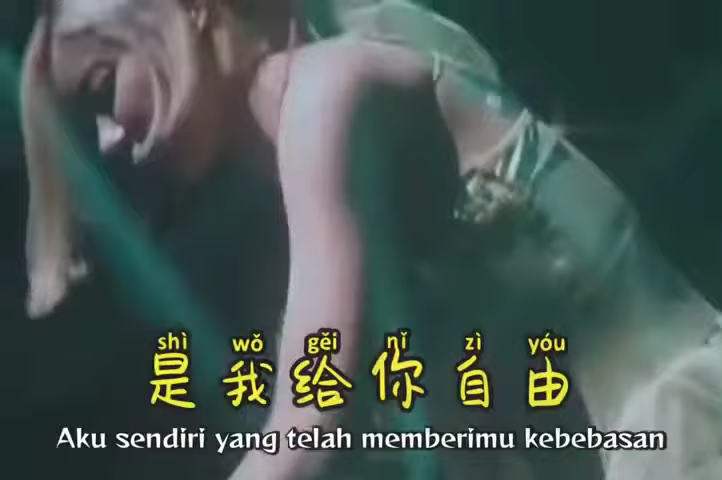 shì wǒ gěi nǐ zì yóu
是我给你自由
Aku sendiri yang telah memberimu kebebasan